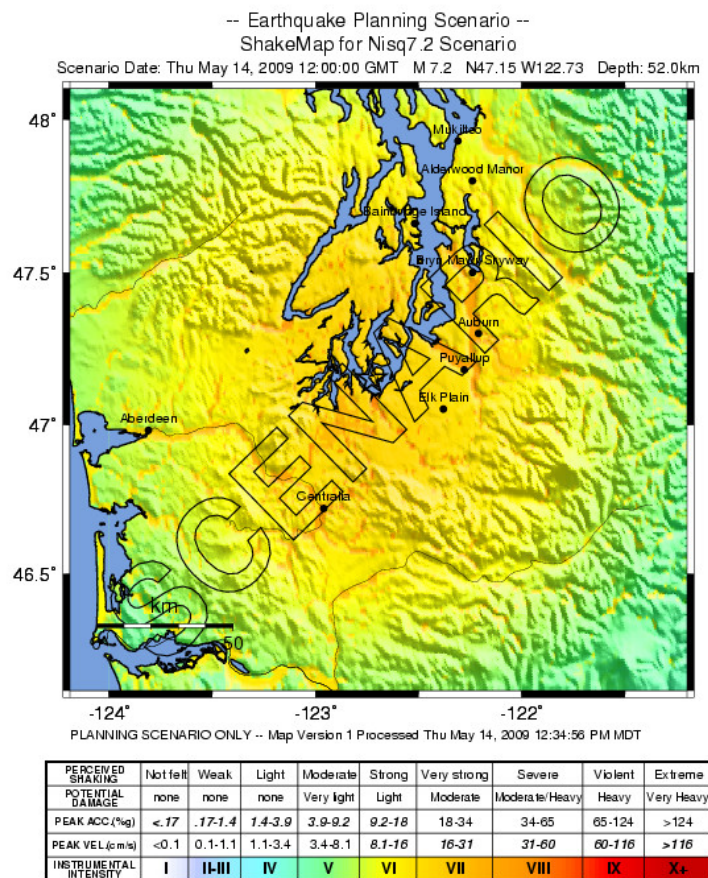 -- Earthquake Planning Scenario --
ShakeMap for Nisq7.2 Scenario
Scenario Date: Thu May 14, 2009 12:00:00 GMT M 7.2 N47.15 W122.73 Depth: 52.0km
48°
Mukilteo
Alderwood Manor
Bainbridge Island
47.5°
Bryn Mawr-Skyway
Auburn
Puyallup
Elk Plain
47°
Aberdeen
Centralia
SCENARIO
46.5°
km
50
-124° -123° -122°
PLANNING SCENARIO ONLY -- Map Version 1 Processed Thu May 14, 2009 12:34:56 PM MDT
PERCEIVED SHAKING Not felt Weak Light Moderate Strong Very strong Severe Violent Extreme
POTENTIAL DAMAGE none none none Very light Light Moderate Moderate/Heavy Heavy Very Heavy
PEAK ACC.(%g) <.17 .17-1.4 1.4-3.9 3.9-9.2 9.2-18 18-34 34-65 65-124 >124
PEAK VEL.(cm/s) <0.1 0.1-1.1 1.1-3.4 3.4-8.1 8.1-16 16-31 31-60 60-116 >116
INSTRUMENTAL INTENSITY I II-III IV V VI VII VIII IX X+